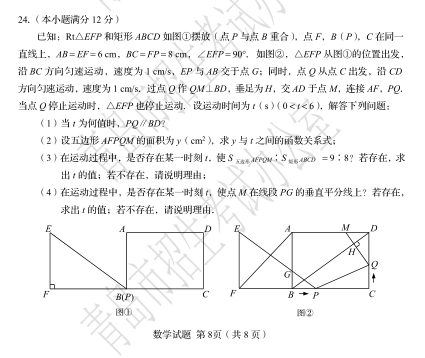 24.（本小题满分 12 分）
已知：Rt△EFP 和矩形 ABCD 如图①摆放（点 P 与点 B 重合），点 F，B（P），C 在同一
直线上，AB＝EF＝6 cm，BC＝FP＝8 cm，∠EFP＝90°．如图②，△EFP 从图①的位置出发，
沿 BC 方向匀速运动，速度为 1 cm/s，EP 与 AB 交于点 G；同时，点 Q 从点 C 出发，沿 CD
方向匀速运动，速度为 1 cm/s．过点 Q 作 QM⊥BD，垂足为 H，交 AD 于点 M，连接 AF，PQ．
当点 Q 停止运动时，△EFP 也停止运动．设运动时间为 t（s）（0＜t＜6），解答下列问题：
（1）当 t 为何值时，PQ∥BD？
（2）设五边形 AFPQM 的面积为 y（cm²），求 y 与 t 之间的函数关系式；
（3）在运动过程中，是否存在某一时刻 t，使 S五边形AFPQM：S矩形ABCD＝9：8？若存在，求
出 t 的值；若不存在，请说明理由；
（4）在运动过程中，是否存在某一时刻 t，使点 M 在线段 PG 的垂直平分线上？若存在，
求出 t 的值；若不存在，请说明理由．
E A D
F B(P) C
图①
E A M D
H
G Q
F B P C
图②
数学试题 第 8页（共 8 页）
青岛市招生考试办公室